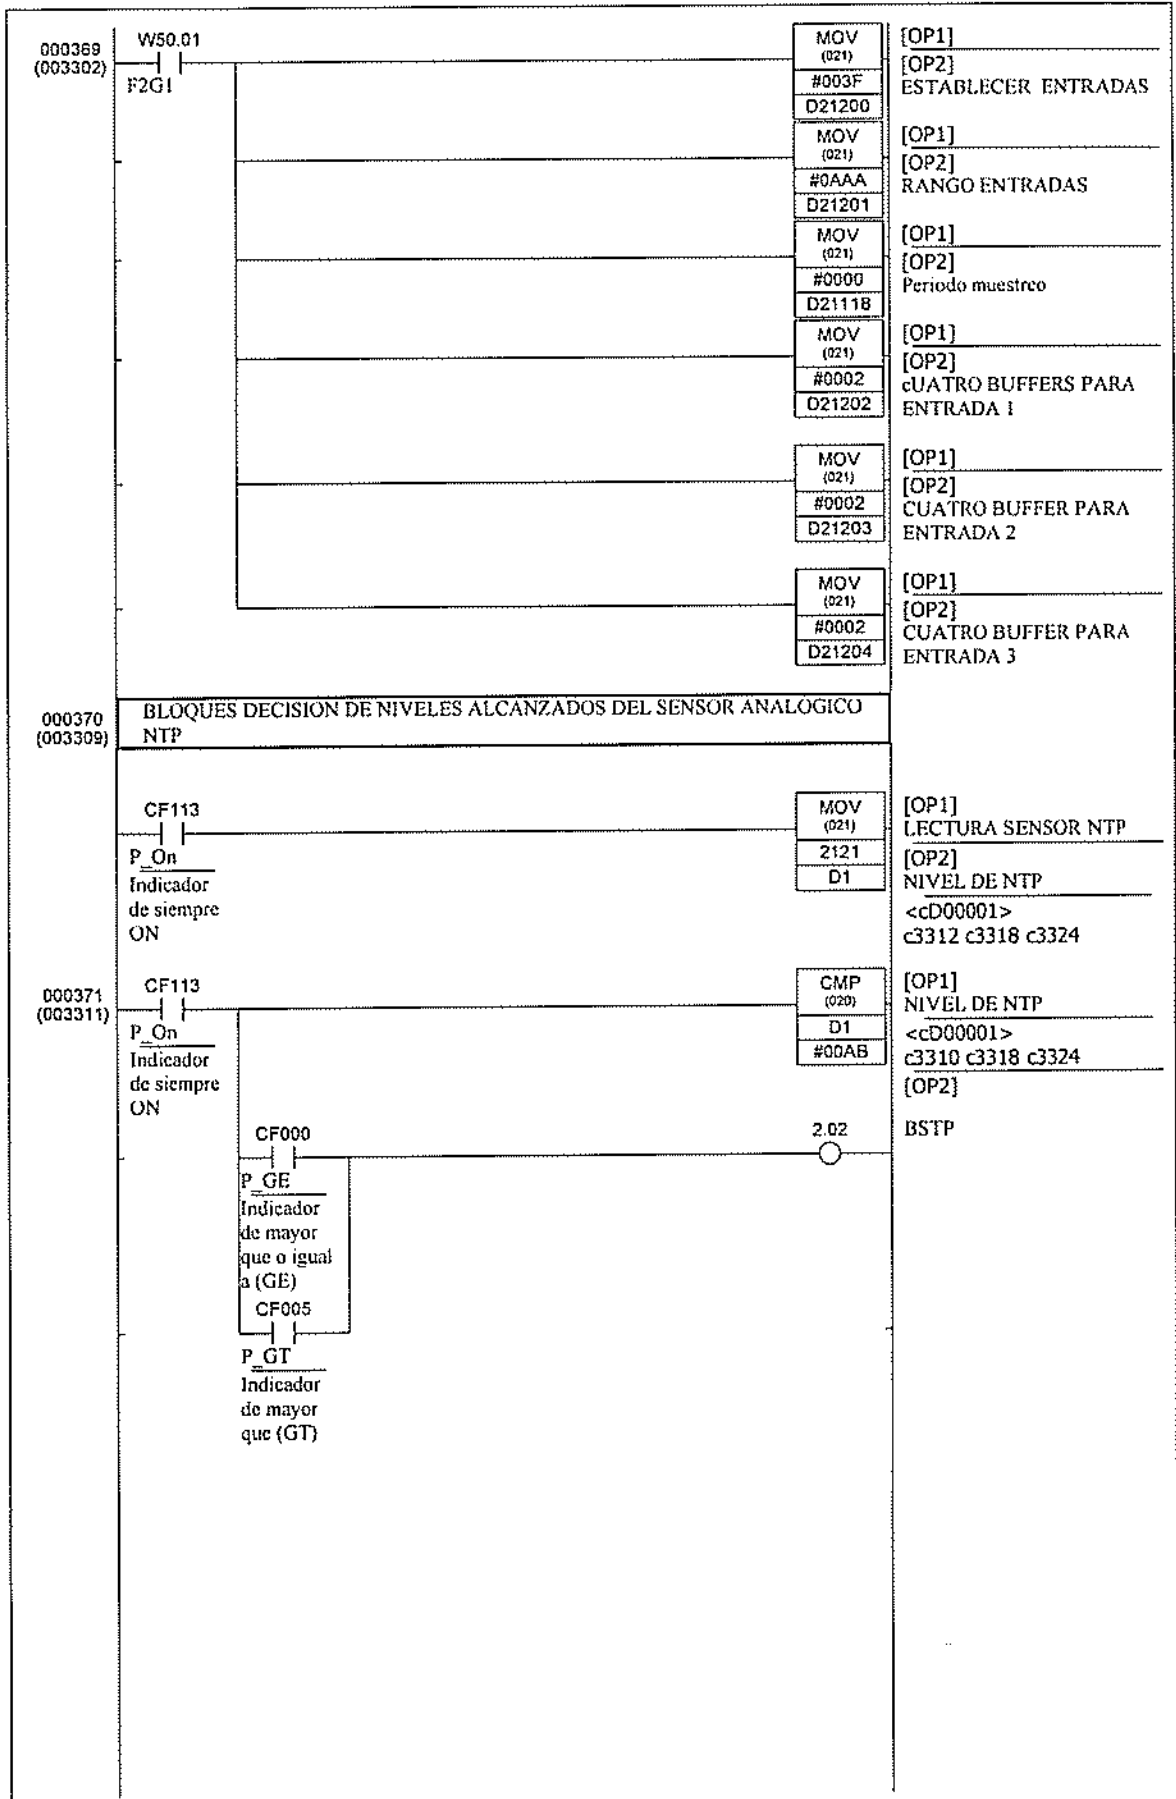 000369
(003302)
W50.01
F2G1
MOV
(021)
#003F
D21200
[OP1]
[OP2]
ESTABLECER ENTRADAS
MOV
(021)
#0AAA
D21201
[OP1]
[OP2]
RANGO ENTRADAS
MOV
(021)
#0000
D21118
[OP1]
[OP2]
Periodo muestreo
MOV
(021)
#0002
D21202
[OP1]
[OP2]
cUATRO BUFFERS PARA
ENTRADA 1
MOV
(021)
#0002
D21203
[OP1]
[OP2]
CUATRO BUFFER PARA
ENTRADA 2
MOV
(021)
#0002
D21204
[OP1]
[OP2]
CUATRO BUFFER PARA
ENTRADA 3
000370
(003309)
BLOQUES DECISION DE NIVELES ALCANZADOS DEL SENSOR ANALOGICO
NTP
CF113
P_On
Indicador
de siempre
ON
MOV
(021)
2121
D1
[OP1]
LECTURA SENSOR NTP
[OP2]
NIVEL DE NTP
<cD00001>
c3312 c3318 c3324
000371
(003311)
CF113
P_On
Indicador
de siempre
ON
CMP
(020)
D1
#00AB
[OP1]
NIVEL DE NTP
<cD00001>
c3310 c3318 c3324
[OP2]
CF000
P_GE
Indicador
de mayor
que o igual
a (GE)
2.02
BSTP
CF005
P_GT
Indicador
de mayor
que (GT)